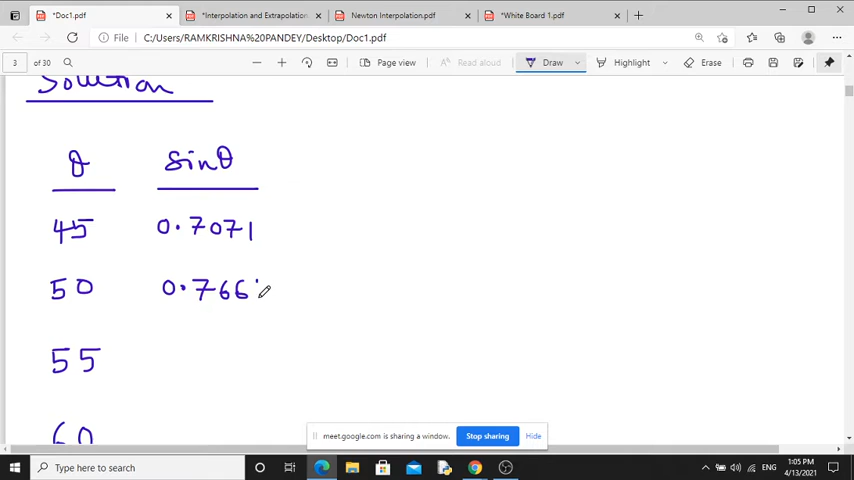 *Doc1.pdf
*Interpolation and Extrapolation.
Newton Interpolation.pdf
*White Board 1.pdf
File
C:/Users/RAMKRISHNA%20PANDEY/Desktop/Doc1.pdf
3 of 30
Page view
Read aloud
Draw
Highlight
Erase
Solution
θ sinθ
45 0.7071
50 0.766
55
60
meet.google.com is sharing a window. Stop sharing Hide
Type here to search
ENG
1:05 PM
4/13/2021